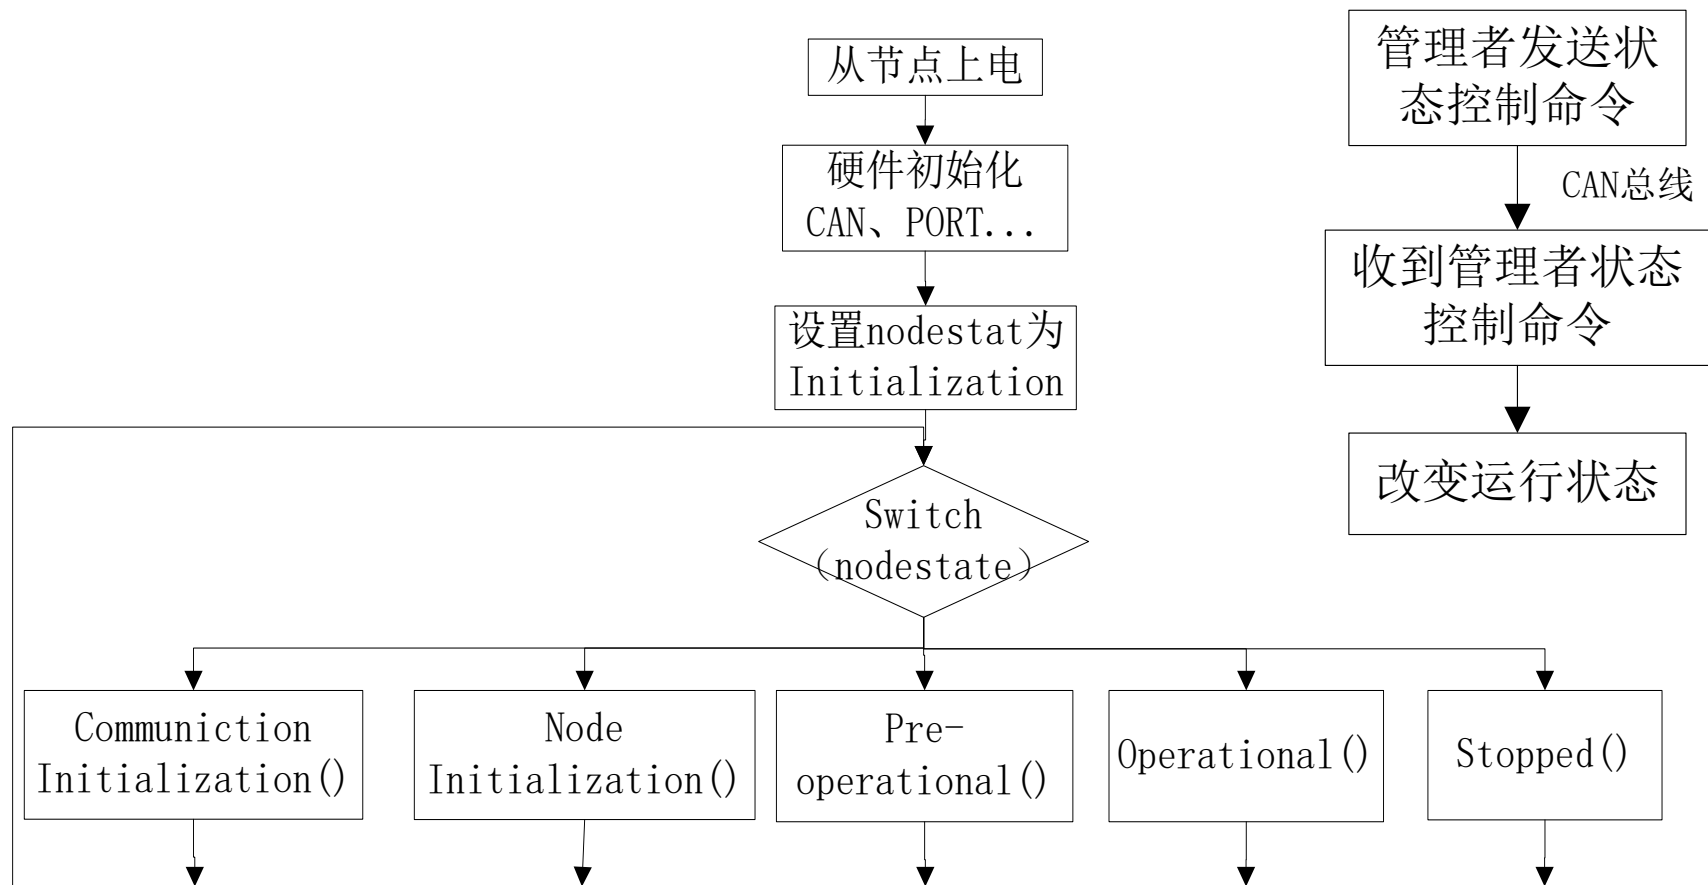 从节点上电
硬件初始化
CAN、PORT...
设置nodestat为
Initialization
Switch
(nodestate)
Communiction
Initialization()
Node
Initialization()
Pre-
operational()
Operational()
Stopped()
管理者发送状
态控制命令
CAN总线
收到管理者状态
控制命令
改变运行状态